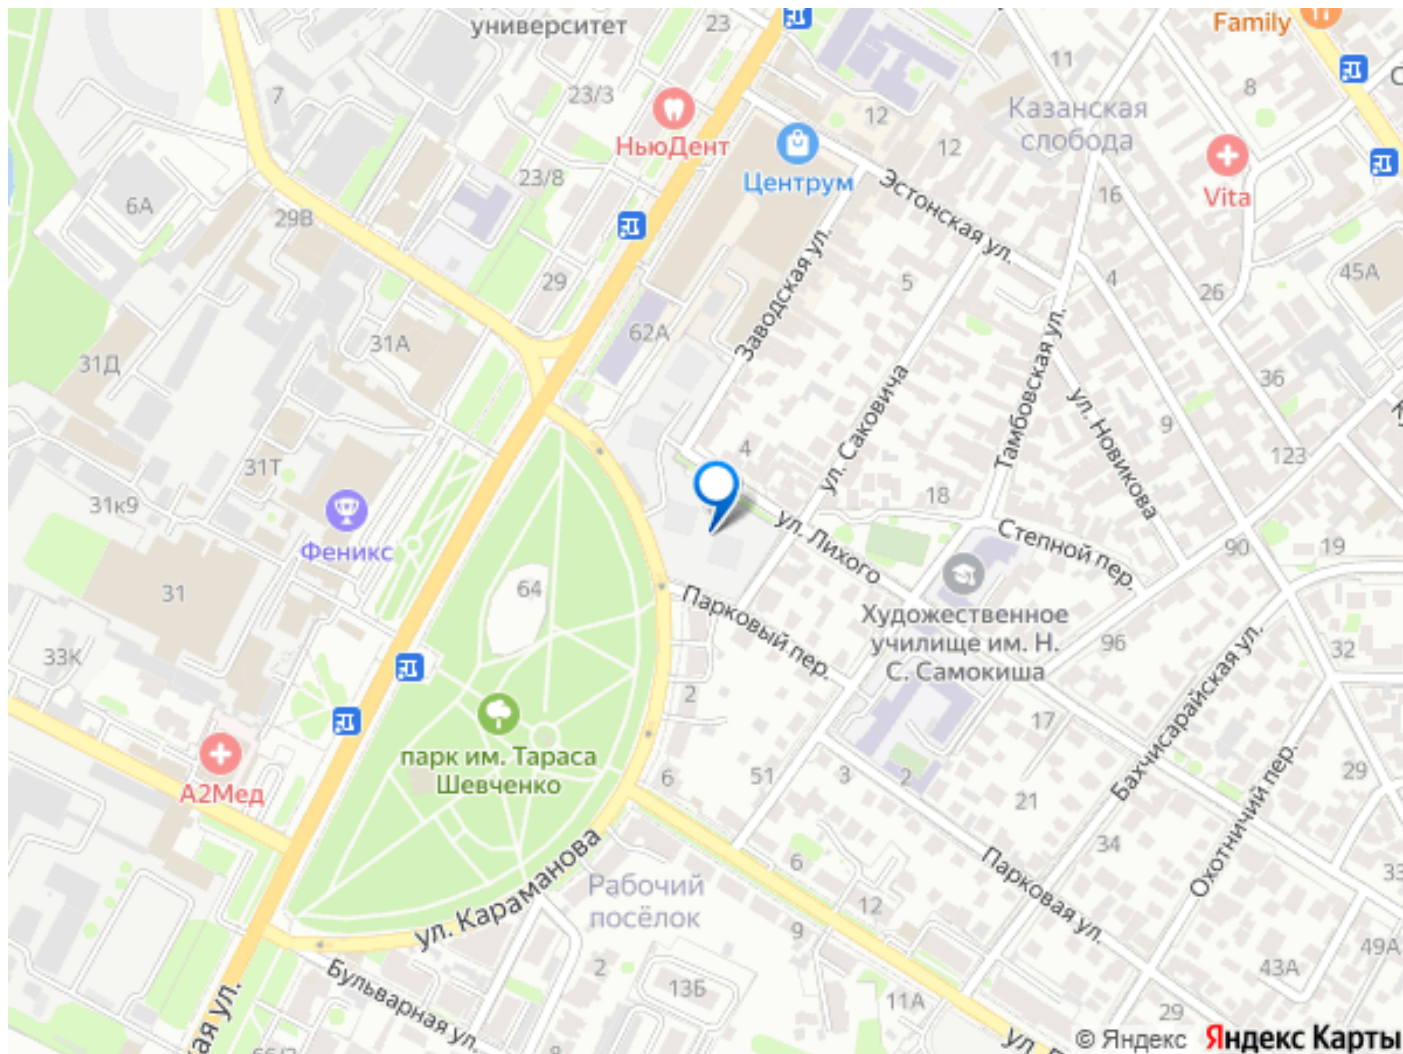 университет
23
Family
11
8
7
23/3
12
Казанская
слобода
НьюДент
12
Центрум
Vita
23/8
6А
29В
Эстонская ул.
16
29
5
4
45А
26
Заводская ул.
62А
31А
31Д
Тамбовская ул.
36
ул. Саковича
ул. Новикова
9
4
123
31Т
31к9
18
Феникс
ул. Лихого
Степной пер.
90
19
31
64
Парковый пер.
Художественное
училище им. Н.
С. Самокиша
96
32
33К
2
17
Бахчисарайская ул.
парк им. Тараса
Шевченко
А2Мед
6
51
3
2
21
29
Охотничий пер.
34
6
ул. Караманова
Рабочий
посёлок
Парковая ул.
33
12
9
49А
2
13Б
43А
Бульварная ул.
11А
29
ая ул.
8
© Яндекс
Яндекс Карты